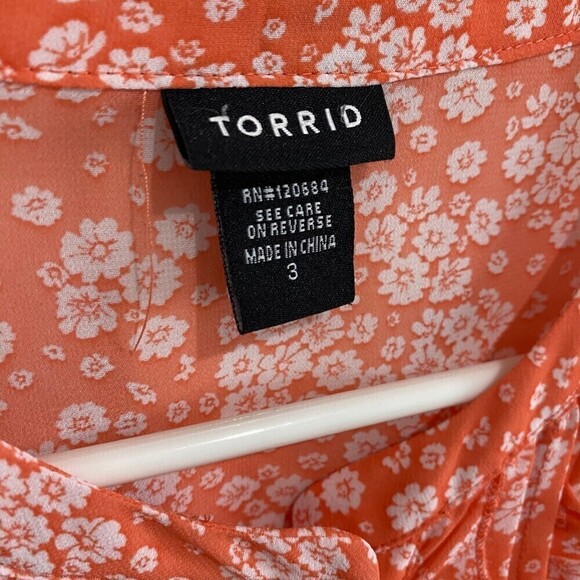 TORRID
RN#120684
SEE CARE
ON REVERSE
MADE IN CHINA
3